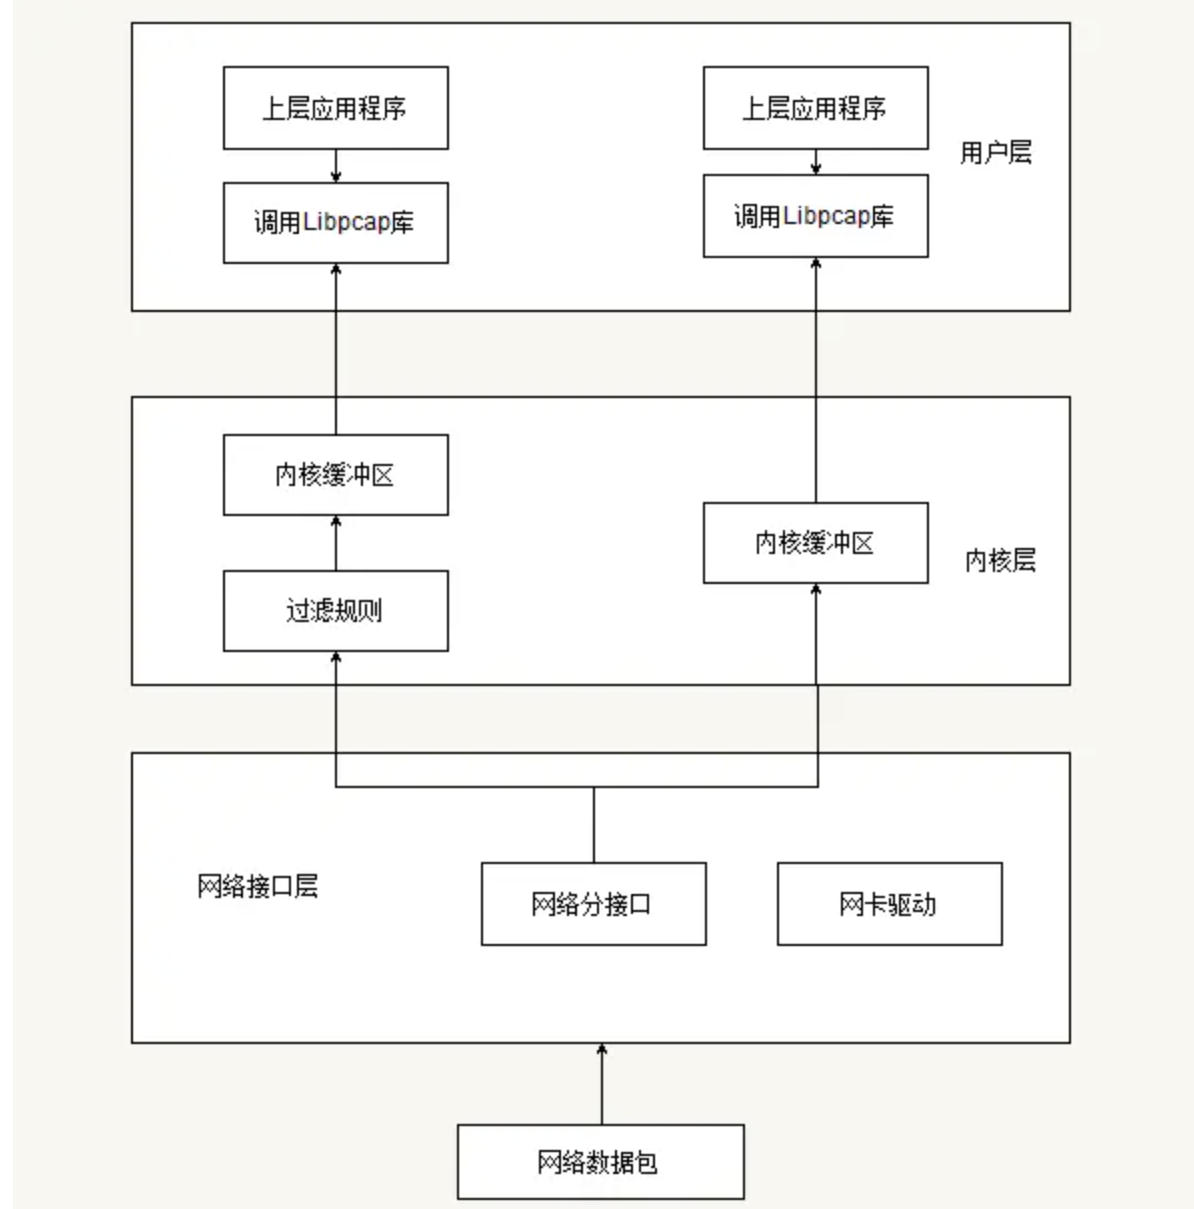 上层应用程序
上层应用程序
用户层
调用Libpcap库
调用Libpcap库
内核缓冲区
内核缓冲区
内核层
过滤规则
网络接口层
网络分接口
网卡驱动
网络数据包